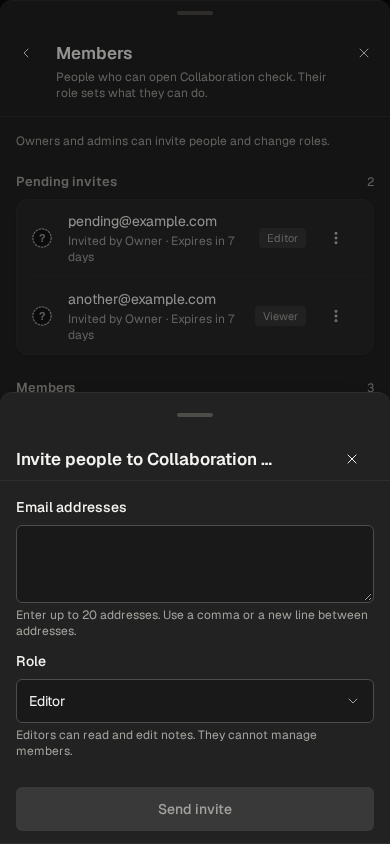 Members
People who can open Collaboration check. Their
role sets what they can do.
Owners and admins can invite people and change roles.
Pending invites 2
pending@example.com
Invited by Owner · Expires in 7
days
Editor
another@example.com
Invited by Owner · Expires in 7
days
Viewer
Members 3
Invite people to Collaboration ...
Email addresses
Enter up to 20 addresses. Use a comma or a new line between
addresses.
Role
Editor
Editors can read and edit notes. They cannot manage
members.
Send invite